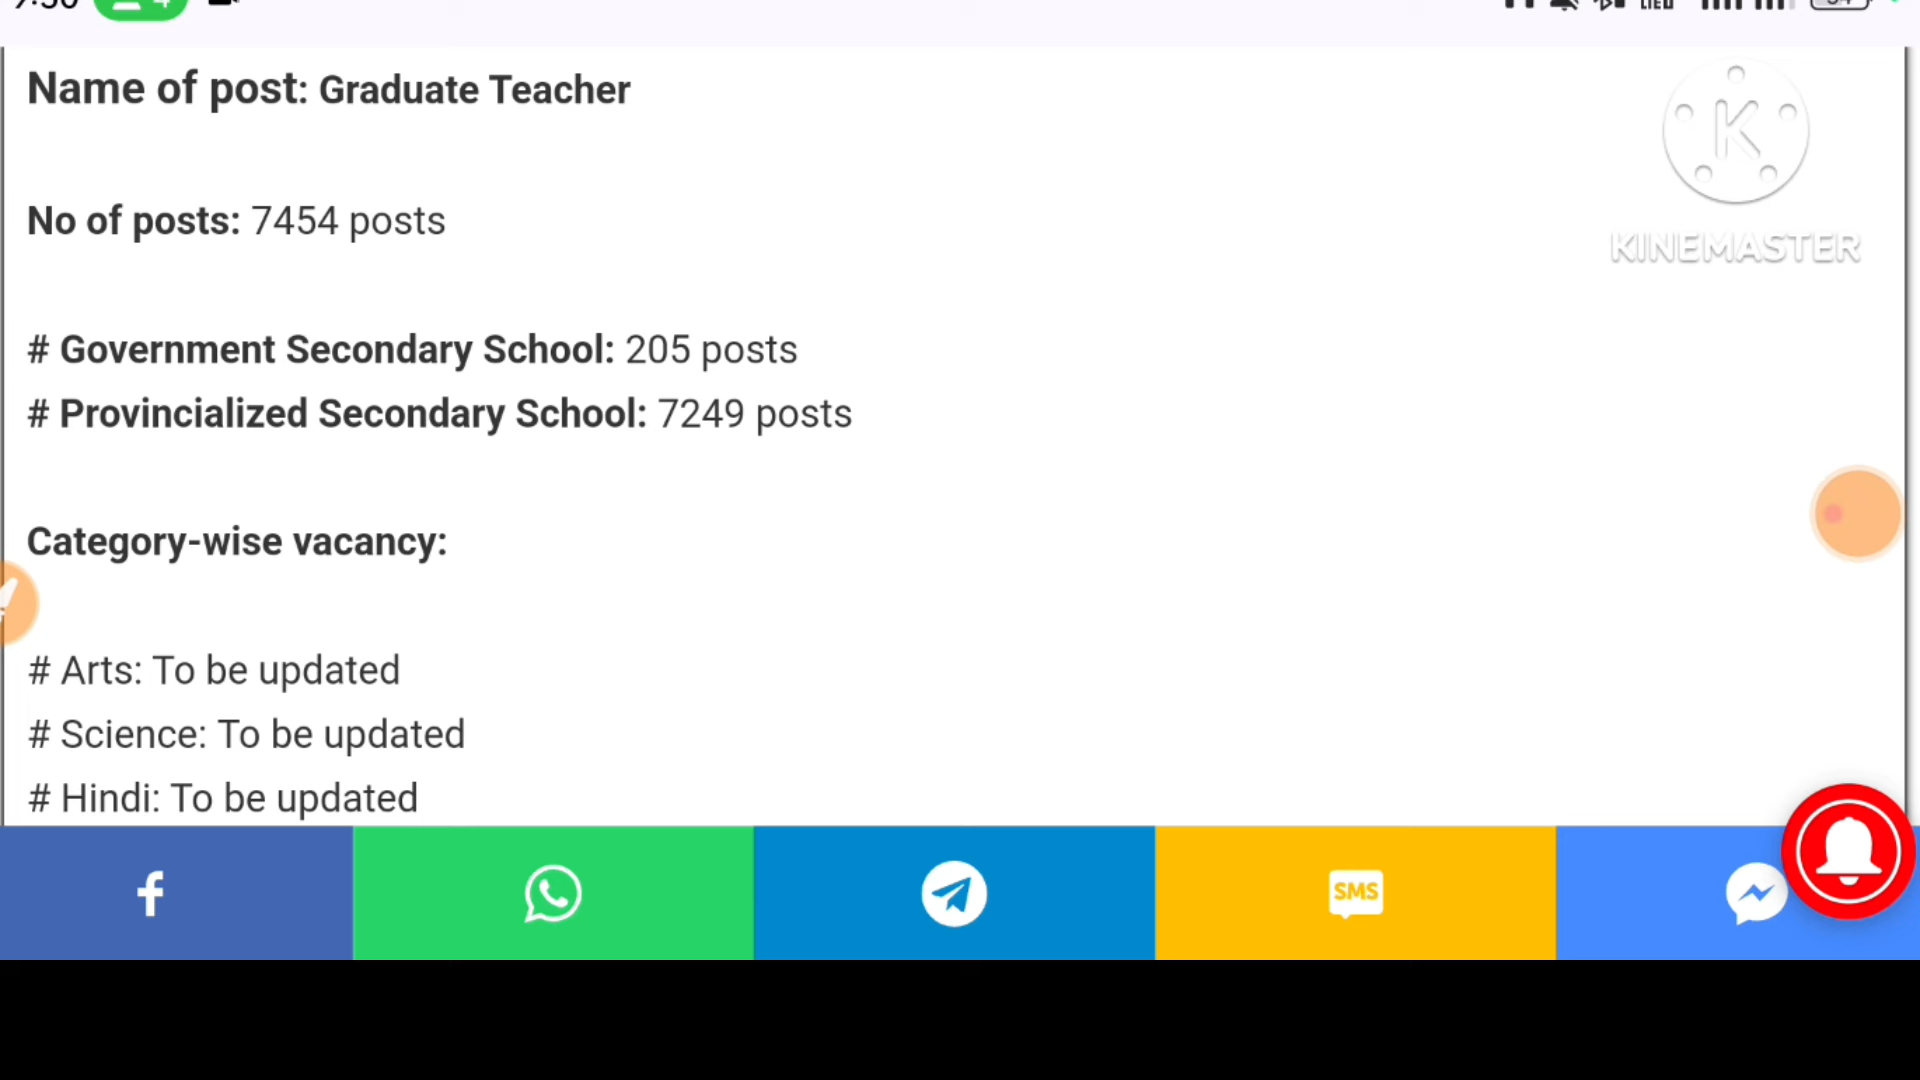 Name of post: Graduate Teacher
K
KINEMASTER
No of posts: 7454 posts
# Government Secondary School: 205 posts
# Provincialized Secondary School: 7249 posts
Category-wise vacancy:
# Arts: To be updated
# Science: To be updated
# Hindi: To be updated
SMS